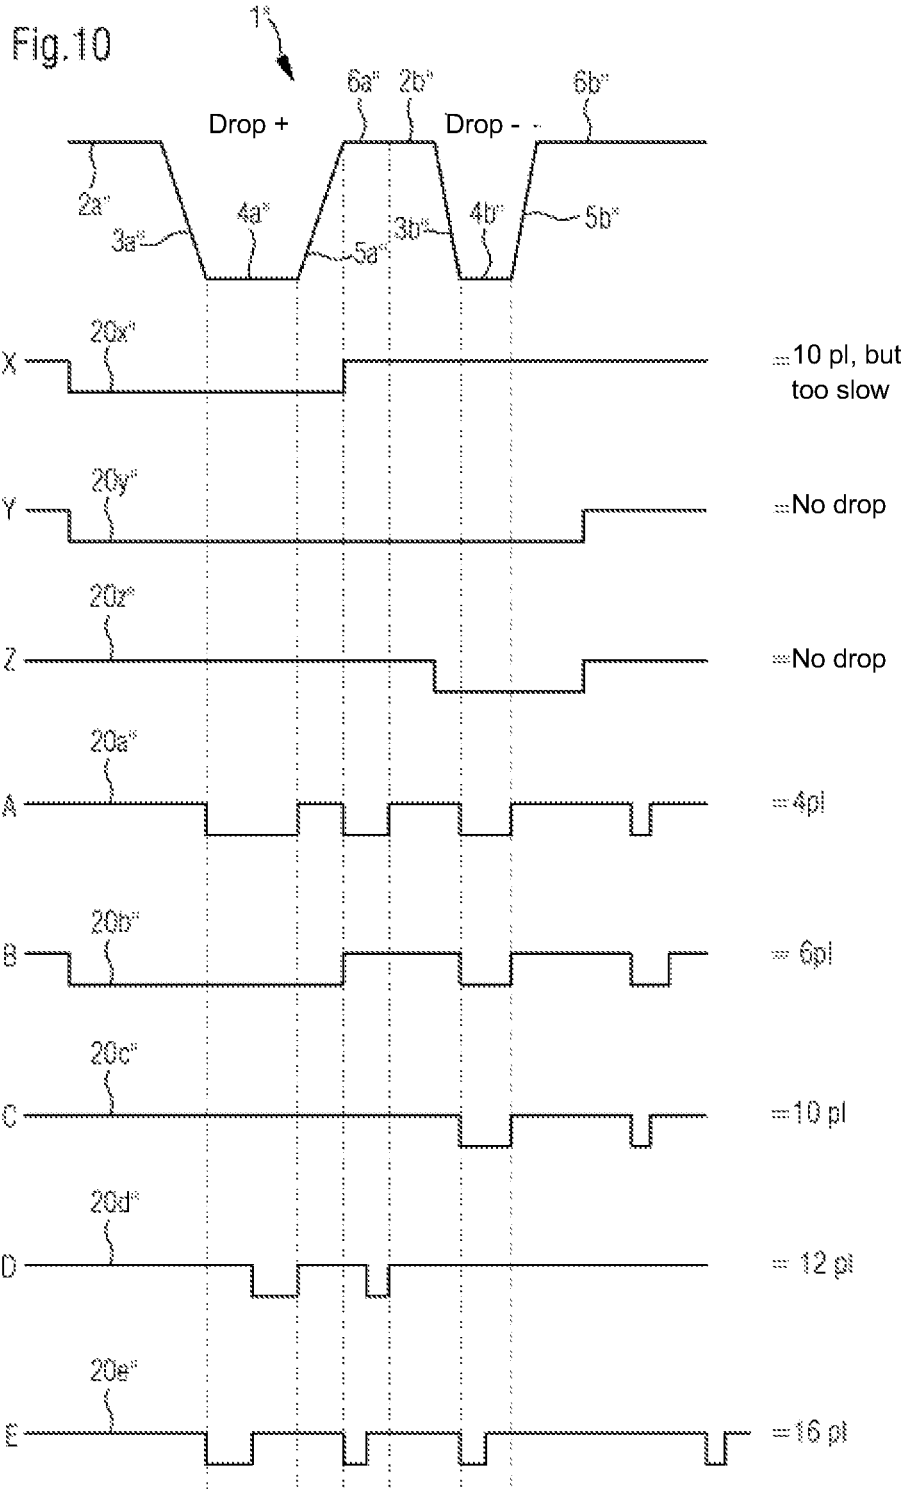 1"
Fig.10
6a" 2b" 6b"
Drop + Drop - -
2a" 4a" 4b" 5b"
3a" 5a" 3b"
20x"
X = 10 pl, but
too slow
20y"
Y = No drop
20z"
Z = No drop
20a"
A = 4pl
20b"
B = 6pl
20c"
C = 10 pl
20d"
D = 12 pl
20e"
E = 16 pl